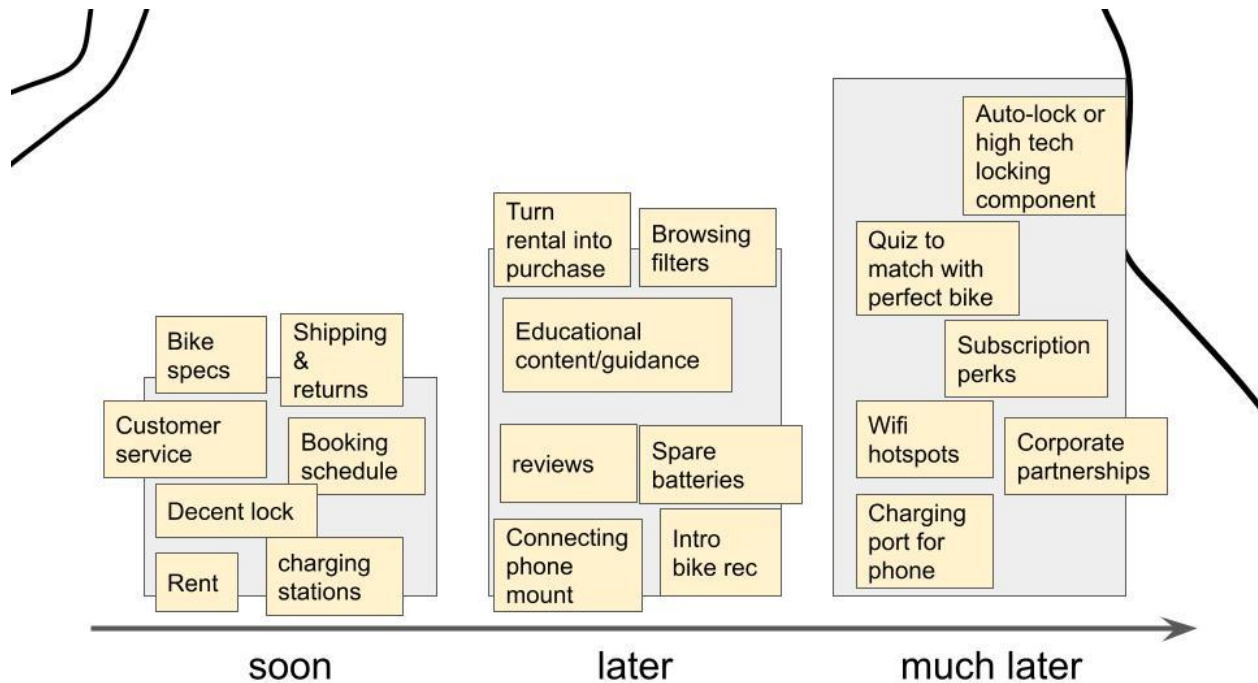 Bike
specs
Shipping
&
returns
Customer
service
Booking
schedule
Decent lock
Rent
charging
stations
Turn
rental into
purchase
Browsing
filters
Educational
content/guidance
reviews
Spare
batteries
Connecting
phone
mount
Intro
bike rec
Auto-lock or
high tech
locking
component
Quiz to
match with
perfect bike
Subscription
perks
Wifi
hotspots
Corporate
partnerships
Charging
port for
phone
soon
later
much later